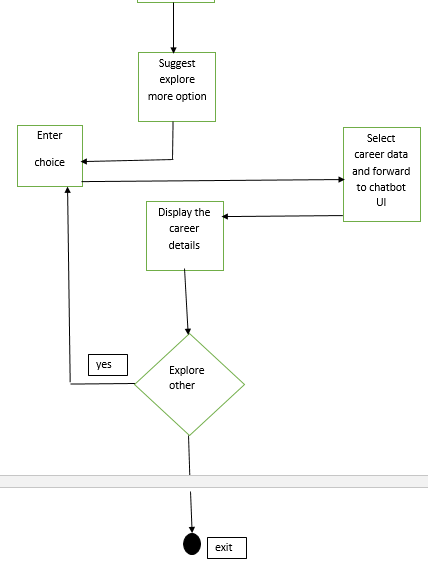 Suggest
explore
more option
Enter
choice
Select
career data
and forward
to chatbot
UI
Display the
career
details
yes
Explore
other
exit